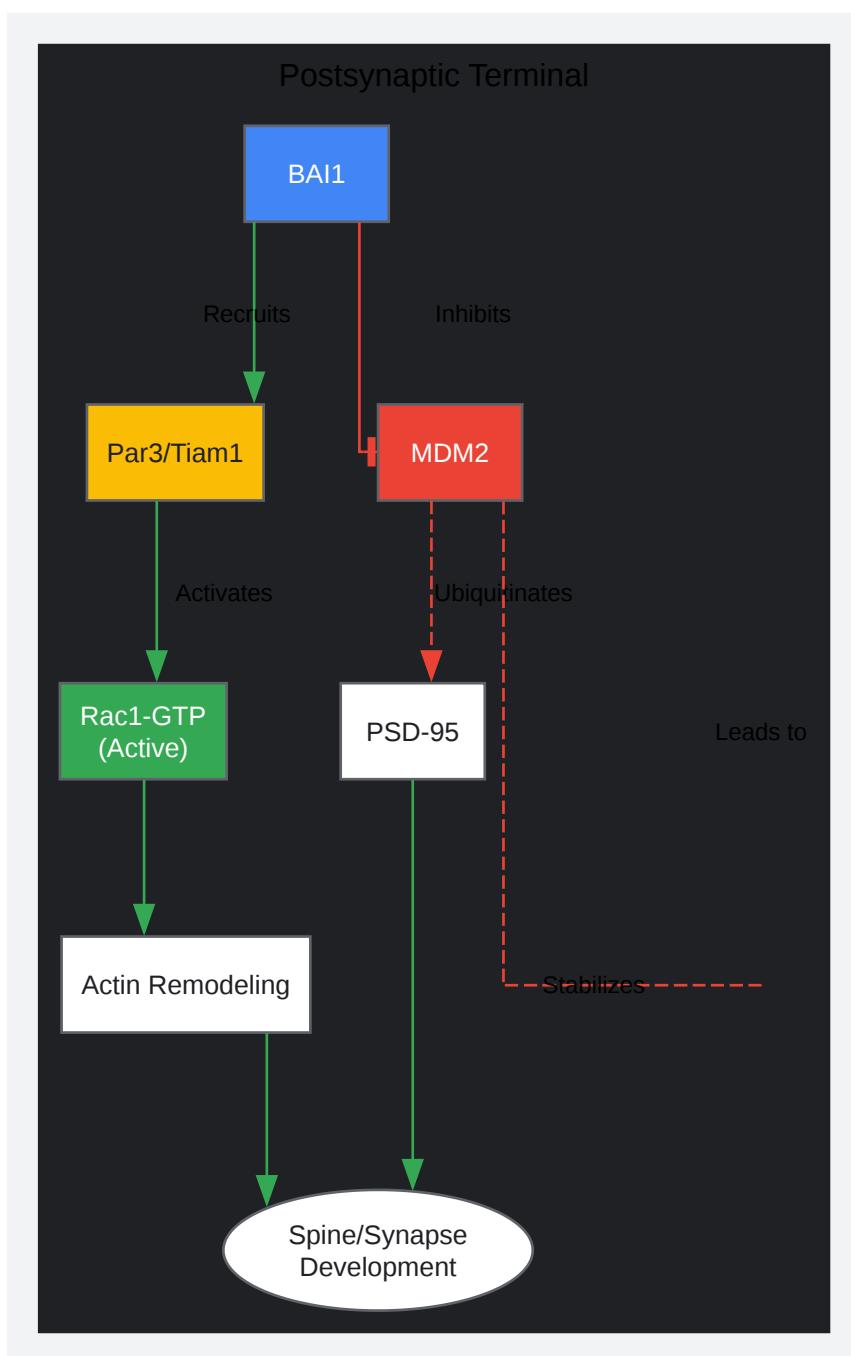 Postsynaptic Terminal
BAI1
Recruits
Inhibits
Par3/Tiam1
MDM2
Activates
Ubiquitinates
Rac1-GTP
(Active)
PSD-95
Leads to
Actin Remodeling
Stabilizes
Spine/Synapse
Development